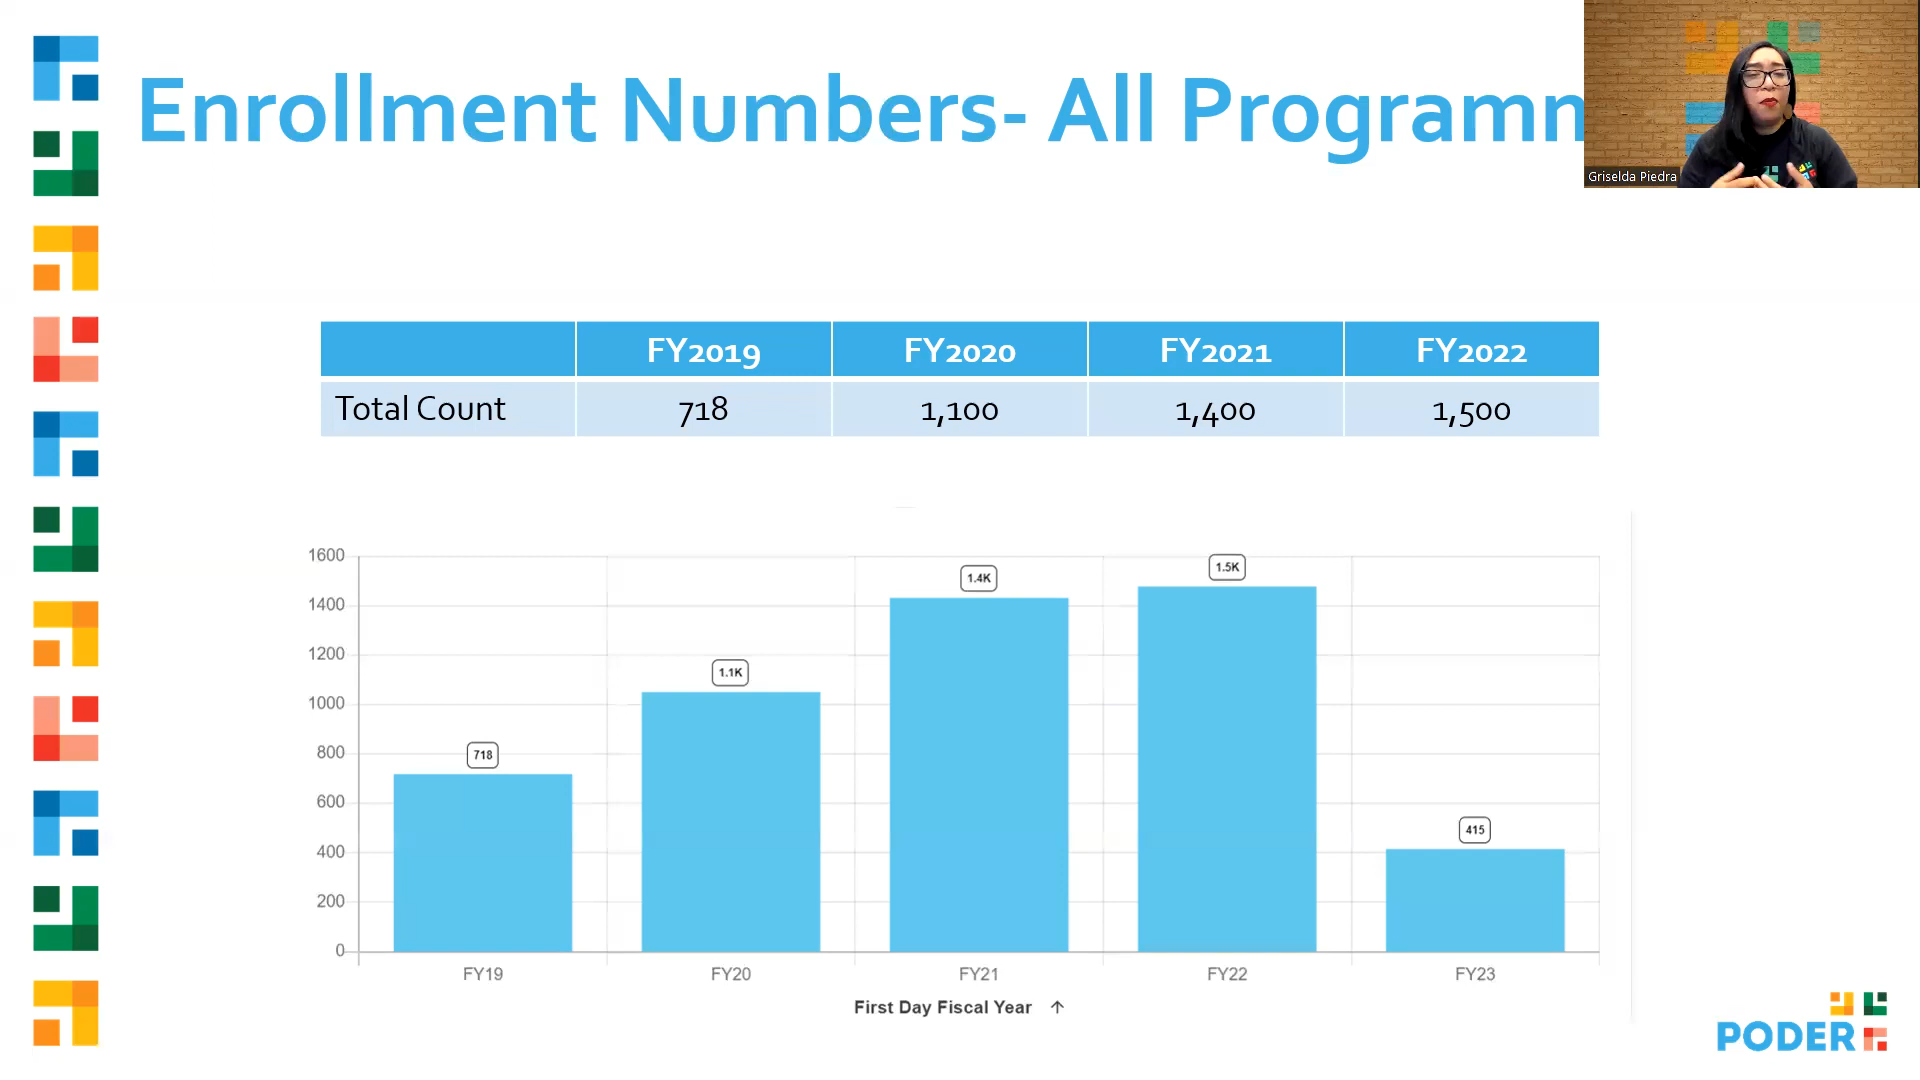 Enrollment Numbers- All Programm
Griselda Piedra
FY2019 FY2020 FY2021 FY2022
Total Count 718 1,100 1,400 1,500
1600
1400
1200
1000
800
600
400
200
0
718
1.1K
1.4K
1.5K
415
FY19 FY20 FY21 FY22 FY23
First Day Fiscal Year ↑
PODER